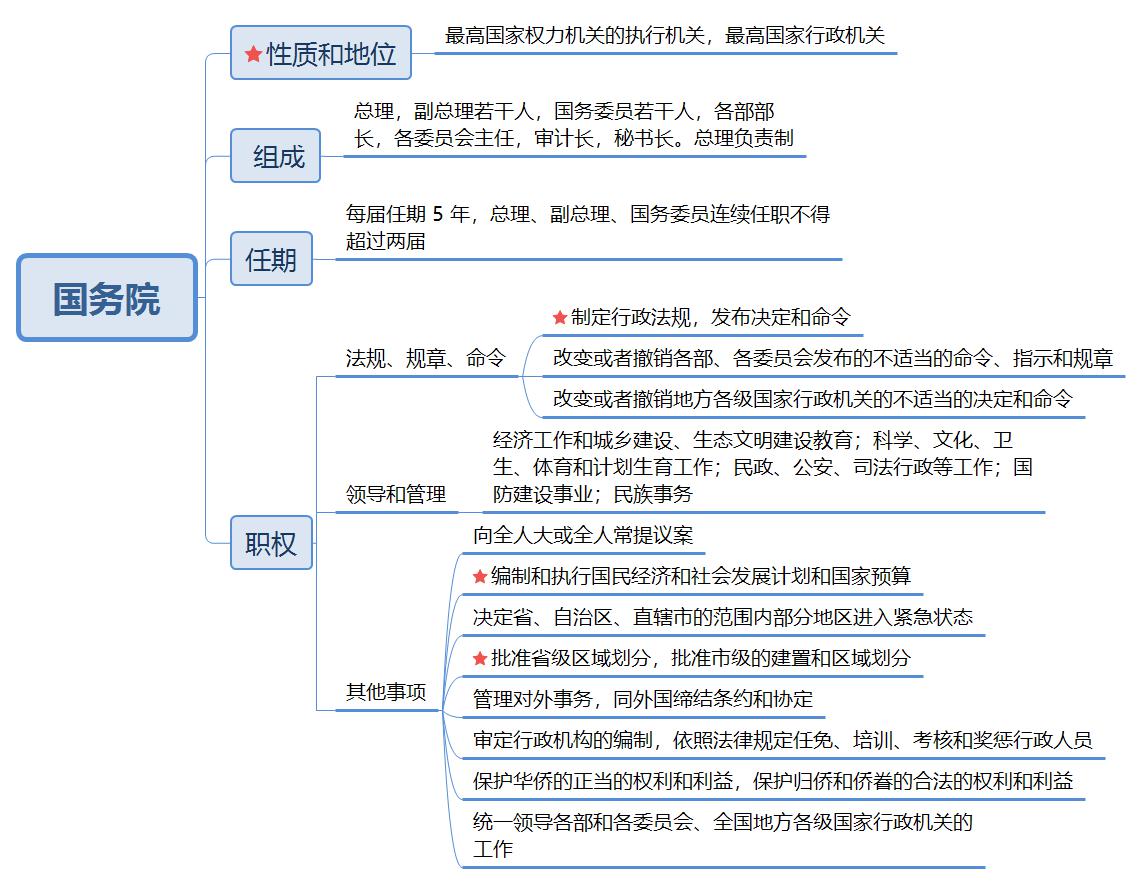 性质和地位
最高国家权力机关的执行机关，最高国家行政机关
组成
总理，副总理若干人，国务委员若干人，各部部
长，各委员会主任，审计长，秘书长。总理负责制
任期
每届任期 5 年，总理、副总理、国务委员连续任职不得
超过两届
国务院
职权
法规、规章、命令
制定行政法规，发布决定和命令
改变或者撤销各部、各委员会发布的不适当的命令、指示和规章
改变或者撤销地方各级国家行政机关的不适当的决定和命令
领导和管理
经济工作和城乡建设、生态文明建设教育；科学、文化、卫
生、体育和计划生育工作；民政、公安、司法行政等工作；国
防建设事业；民族事务
其他事项
向全人大或全人常提议案
编制和执行国民经济和社会发展计划和国家预算
决定省、自治区、直辖市的范围内部分地区进入紧急状态
批准省级区域划分，批准市级的建置和区域划分
管理对外事务，同外国缔结条约和协定
审定行政机构的编制，依照法律规定任免、培训、考核和奖惩行政人员
保护华侨的正当的权利和利益，保护归侨和侨眷的合法的权利和利益
统一领导各部和各委员会、全国地方各级国家行政机关的
工作